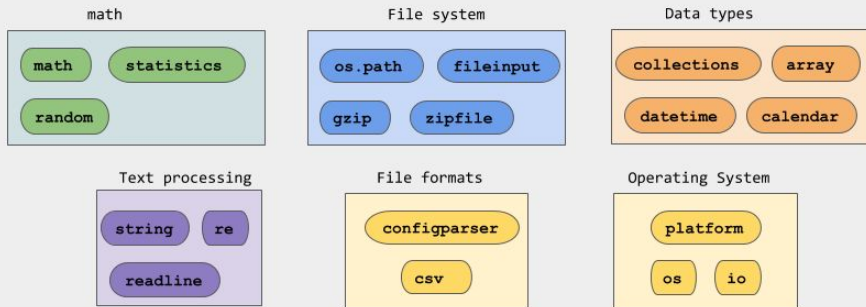 math
File system
Data types
math statistics
os.path fileinput
collections array
random
gzip zipfile
datetime calendar
Text processing
File formats
Operating System
string re
configparser
platform
readline
csv
os io